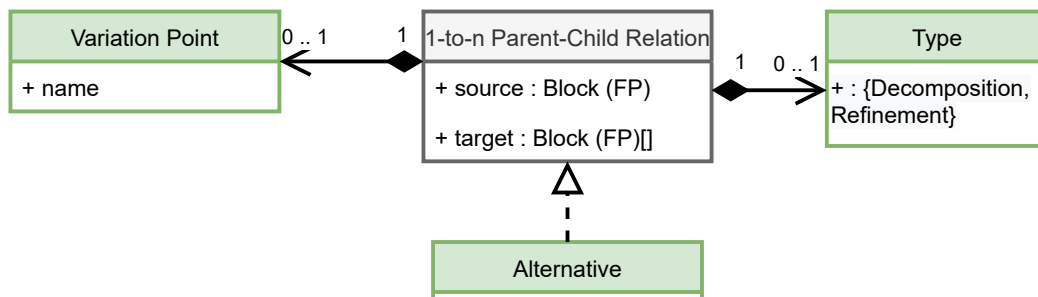 Variation Point
+ name
0 .. 1
1
1-to-n Parent-Child Relation
+ source : Block (FP)
+ target : Block (FP)[]
1
0 .. 1
Type
+ : {Decomposition,
Refinement}
Alternative